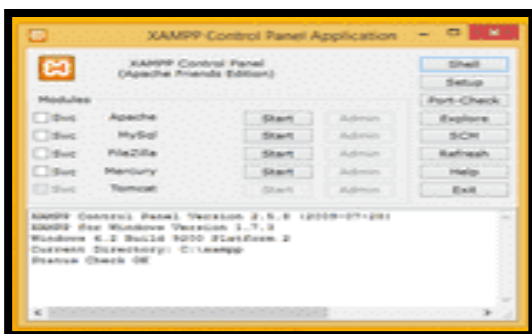 XAMPP Control Panel Application
XAMPP Control Panel
(Apache Friends Edition)
Shell
Setup
Modules
Port-Check
Svc Apache Start Admin Explore
Svc MySql Start Admin SCM
Svc FileZilla Start Admin Refresh
Svc Mercury Start Admin Help
Svc Tomcat Start Admin Exit
XAMPP Control Panel Version 2.5.8 (2009-07-28)
XAMPP for Windows Version 1.7.3
Windows 6.2 Build 9200 Platform 2
Current Directory: C:\xampp
Status Check OK